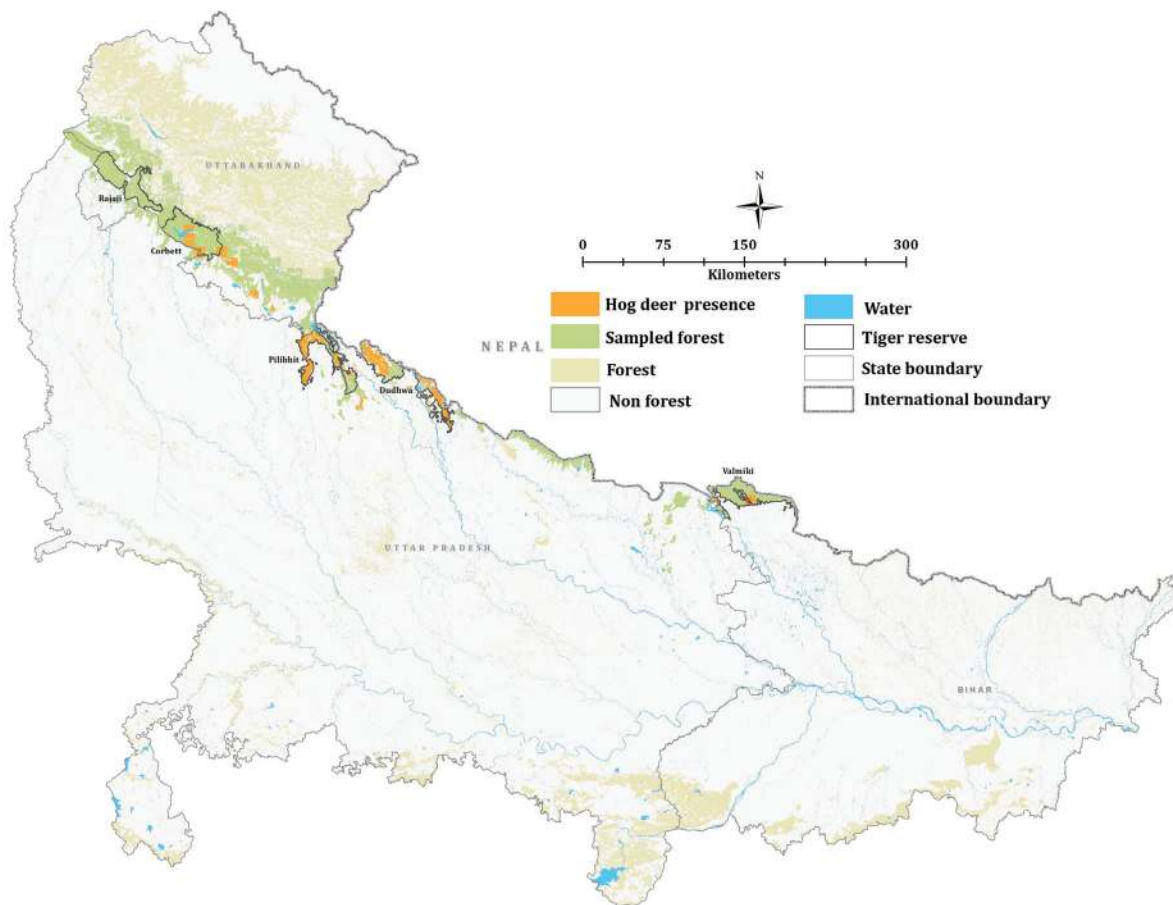 UTTARAKHAND
Rajaji
Corbett
N
0 75 150 300
Kilometers
Hog deer presence
Sampled forest
Forest
Non forest
Water
Tiger reserve
State boundary
International boundary
NEPAL
Pilibhit
Dudhwa
Valmiki
UTTAR PRADESH
BIHAR